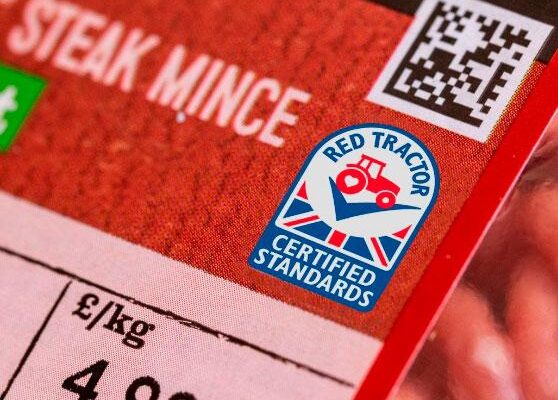 STEAK MINCE
RED TRACTOR
CERTIFIED
STANDARDS
£/kg